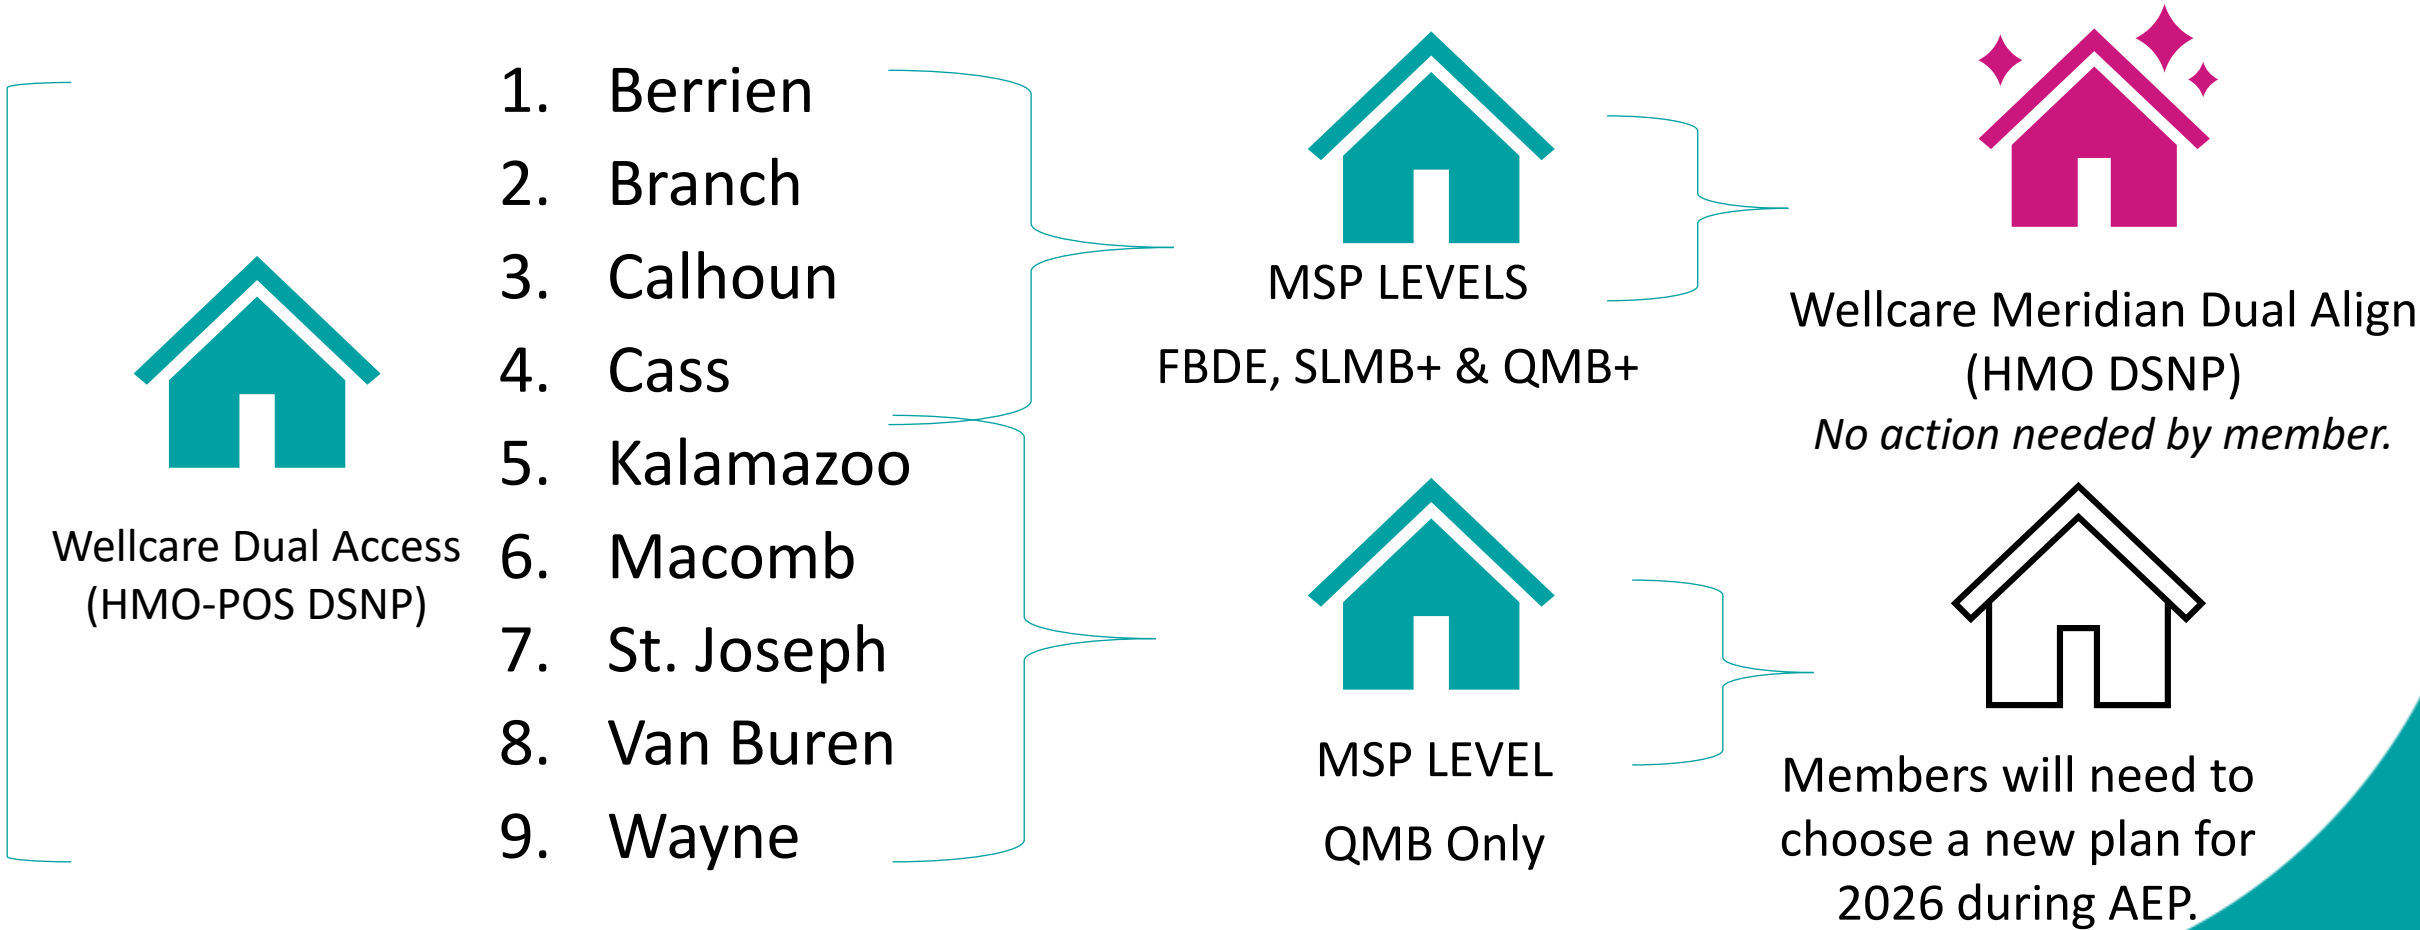 Wellcare Dual Access
(HMO-POS DSNP)
1. Berrien
2. Branch
3. Calhoun
4. Cass
5. Kalamazoo
6. Macomb
7. St. Joseph
8. Van Buren
9. Wayne
MSP LEVELS
FBDE, SLMB+ & QMB+
Wellcare Meridian Dual Align
(HMO DSNP)
No action needed by member.
MSP LEVEL
QMB Only
Members will need to
choose a new plan for
2026 during AEP.